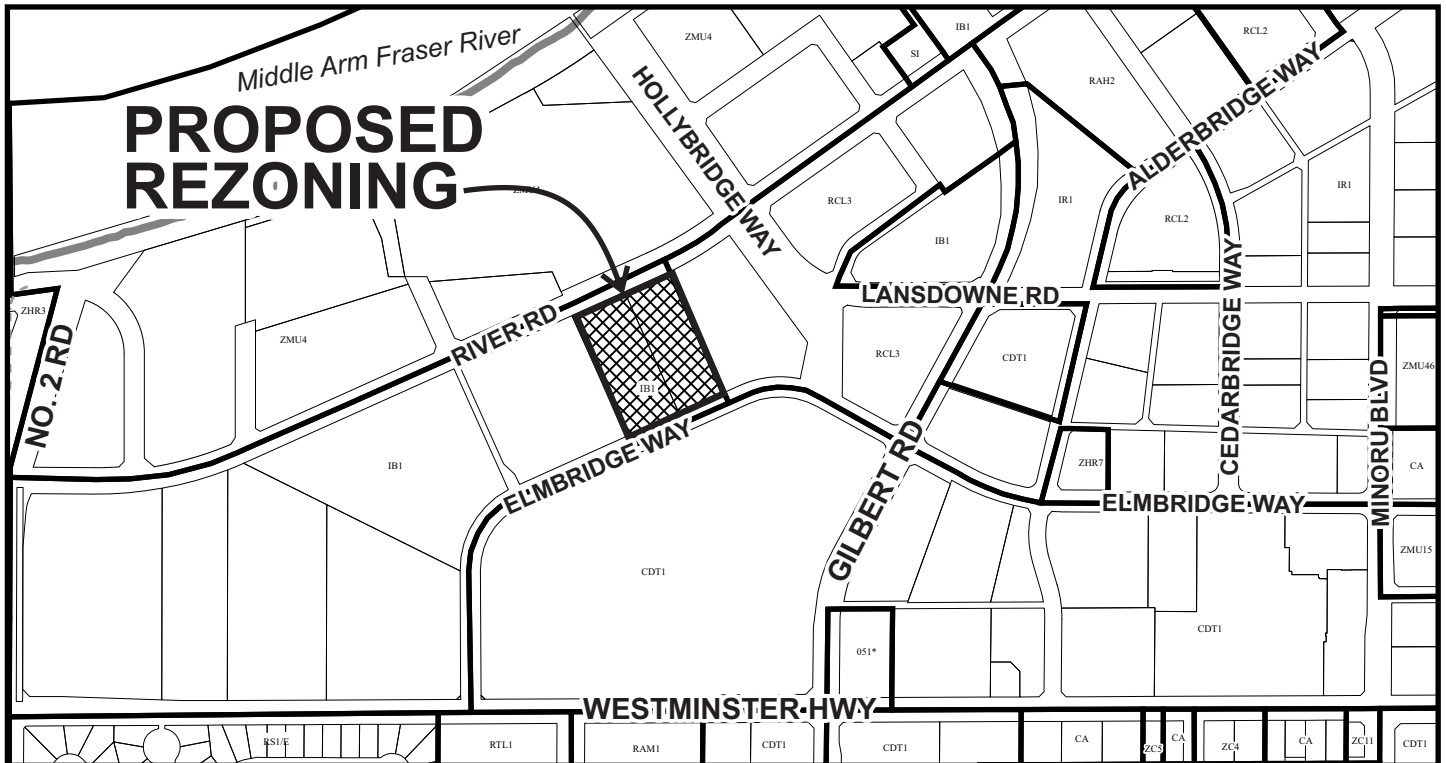 IB1
ZMU4
SI
RCL2
Middle Arm Fraser River
HOLLYBRIDGE WAY
RAH2
ALDERBRIDGE WAY
PROPOSED
REZONING
IR1
RCL3
IR1
RCL2
IB1
CEDARBRIDGE WAY
LANSDOWNE RD
ZHR3
NO. 2 RD
ZMU4
RIVER RD
RCL3
CDT1
MINORU BLVD
ZMU46
IB1
ELMBRIDGE WAY
GILBERT RD
IB1
ZHR7
CA
ELMBRIDGE WAY
ZMU15
CDT1
CDT1
051*
WESTMINSTER HWY
RS1/E
RTL1
RAM1
CDT1
CDT1
CA
ZC5
CA
ZC4
CA
ZC11
CDT1